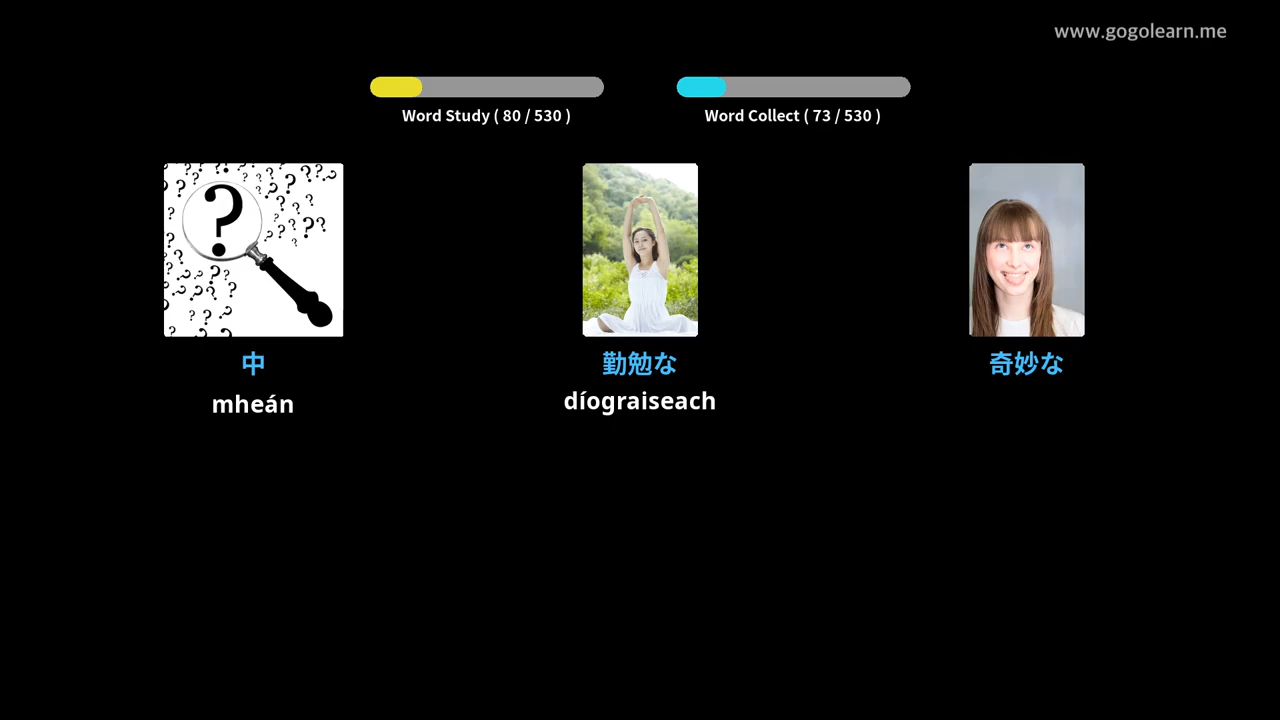 www.gogolearn.me
Word Study ( 80 / 530 )
Word Collect ( 73 / 530 )
中
勤勉な
奇妙な
mheán
díograiseach